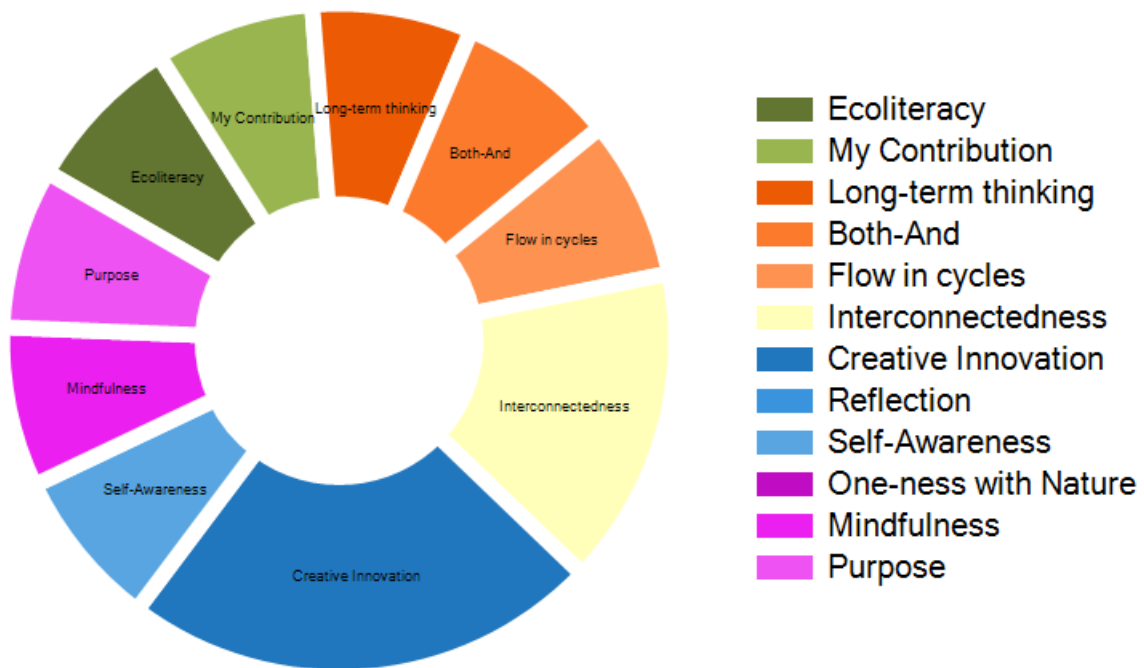 Long-term thinking
My Contribution
Both-And
Ecoliteracy
Flow in cycles
Purpose
Mindfulness
Interconnectedness
Self-Awareness
Creative Innovation
Ecoliteracy
My Contribution
Long-term thinking
Both-And
Flow in cycles
Interconnectedness
Creative Innovation
Reflection
Self-Awareness
One-ness with Nature
Mindfulness
Purpose